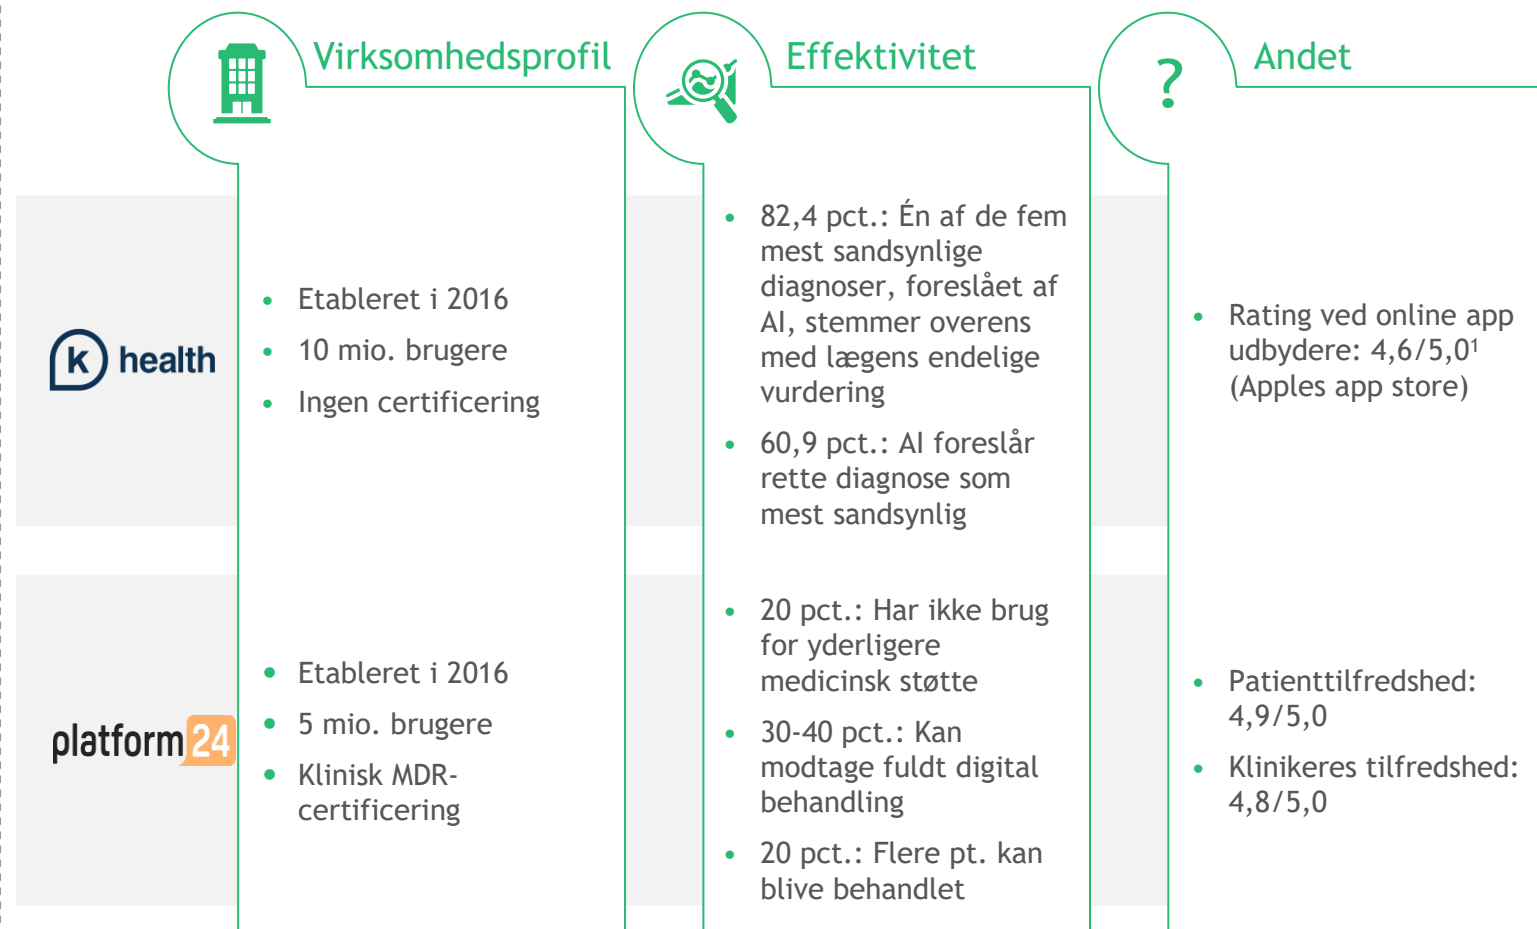 Virksomhedsprofil
Effektivitet
?
Andet
k health
• Etableret i 2016
• 10 mio. brugere
• Ingen certificering
• 82,4 pct.: Én af de fem
mest sandsynlige
diagnoser, foreslået af
AI, stemmer overens
med lægens endelige
vurdering
• 60,9 pct.: AI foreslår
rette diagnose som
mest sandsynlig
• Rating ved online app
udbydere: 4,6/5,0¹
(Apples app store)
platform24
• Etableret i 2016
• 5 mio. brugere
• Klinisk MDR-
certificering
• 20 pct.: Har ikke brug
for yderligere
medicinsk støtte
• 30-40 pct.: Kan
modtage fuldt digital
behandling
• 20 pct.: Flere pt. kan
blive behandlet
• Patienttilfredshed:
4,9/5,0
• Klinikeres tilfredshed:
4,8/5,0